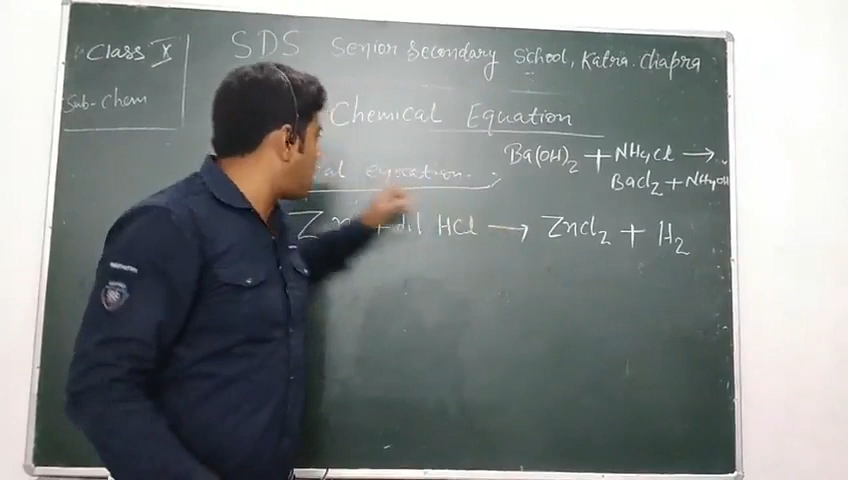 Class X
SDS Senior Secondary School, Katra. Chapra
Sub-Chem
Chemical Equation
Ba(OH)2 + NH4Cl →
BaCl2 + NH4OH
Zn + dil HCl → ZnCl2 + H2